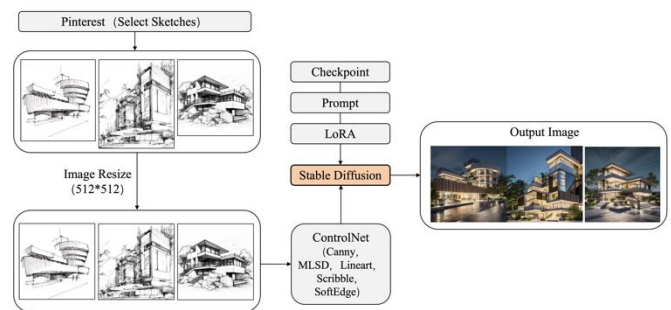 Pinterest（Select Sketches)
Image Resize
(512*512)
Checkpoint
Prompt
LoRA
Stable Diffusion
ControlNet
(Canny,
MLSD, Lineart,
Scribble,
SoftEdge)
Output Image